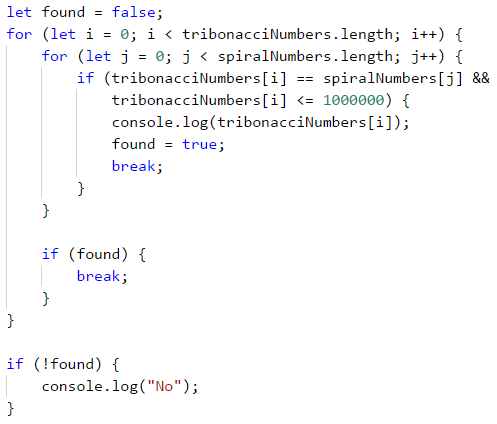 let found = false;
for (let i = 0; i < tribonacciNumbers.length; i++) {
    for (let j = 0; j < spiralNumbers.length; j++) {
        if (tribonacciNumbers[i] == spiralNumbers[j] &&
            tribonacciNumbers[i] <= 1000000) {
            console.log(tribonacciNumbers[i]);
            found = true;
            break;
        }
    }

    if (found) {
        break;
    }
}

if (!found) {
    console.log("No");
}